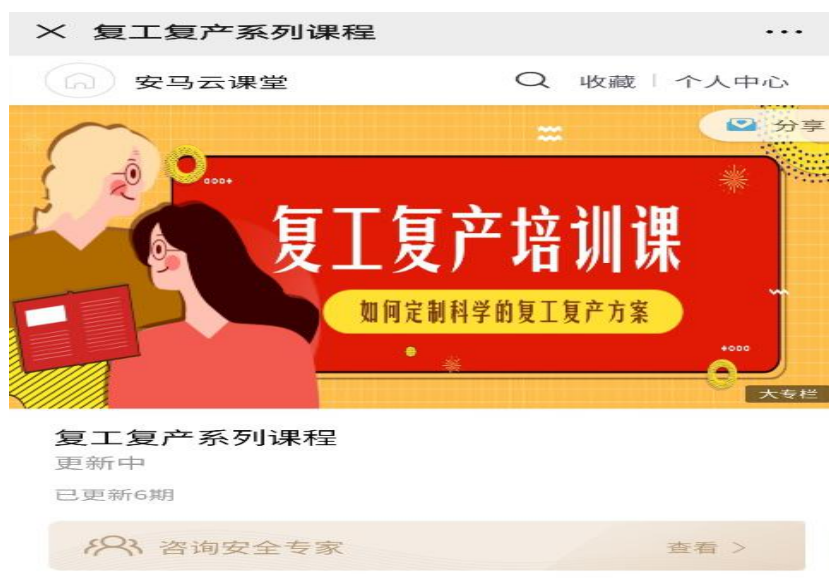 复工复产系列课程
安马云课堂 收藏 个人中心
分享
复工复产培训课
如何定制科学的复工复产方案
大专栏
复工复产系列课程
更新中
已更新6期
咨询安全专家 查看 >